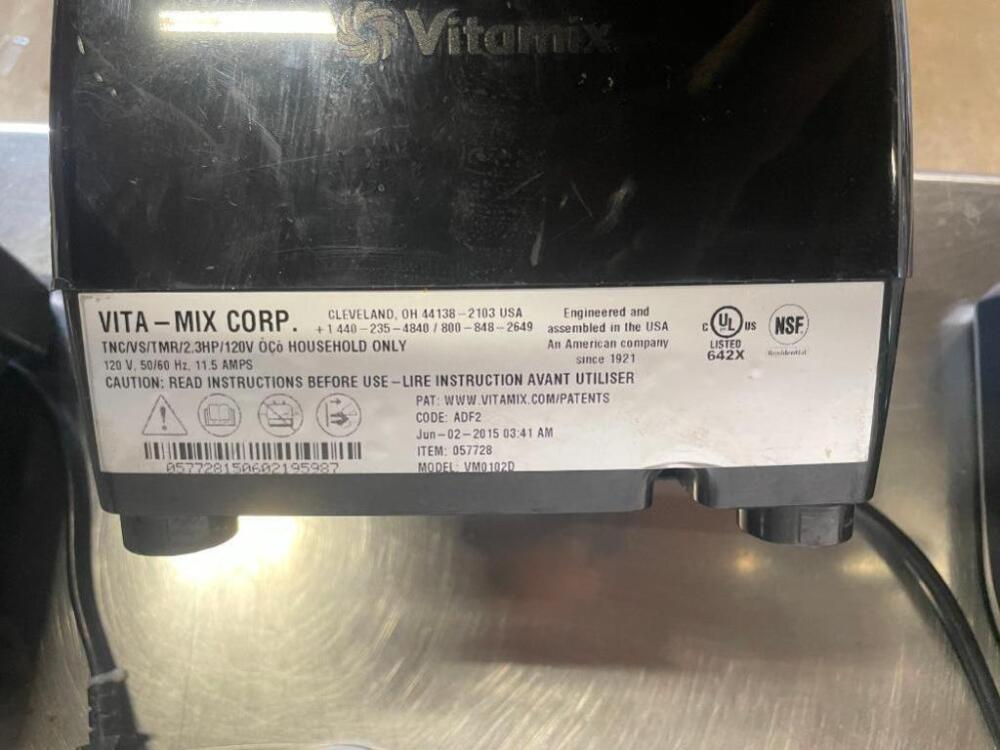 Vitamix
VITA-MIX CORP.
CLEVELAND, OH 44138-2103 USA
+1 440-235-4840 / 800-848-2649
Engineered and
assembled in the USA
An American company
since 1921
C UL US
LISTED
642X
NSF
Residential
TNC/VS/TMR/2.3HP/120V ÒÇô HOUSEHOLD ONLY
120 V, 50/60 Hz, 11.5 AMPS
CAUTION: READ INSTRUCTIONS BEFORE USE-LIRE INSTRUCTION AVANT UTILISER
PAT: WWW.VITAMIX.COM/PATENTS
CODE: ADF2
Jun-02-2015 03:41 AM
ITEM: 057728
MODEL: VM0102D
057728150602195987